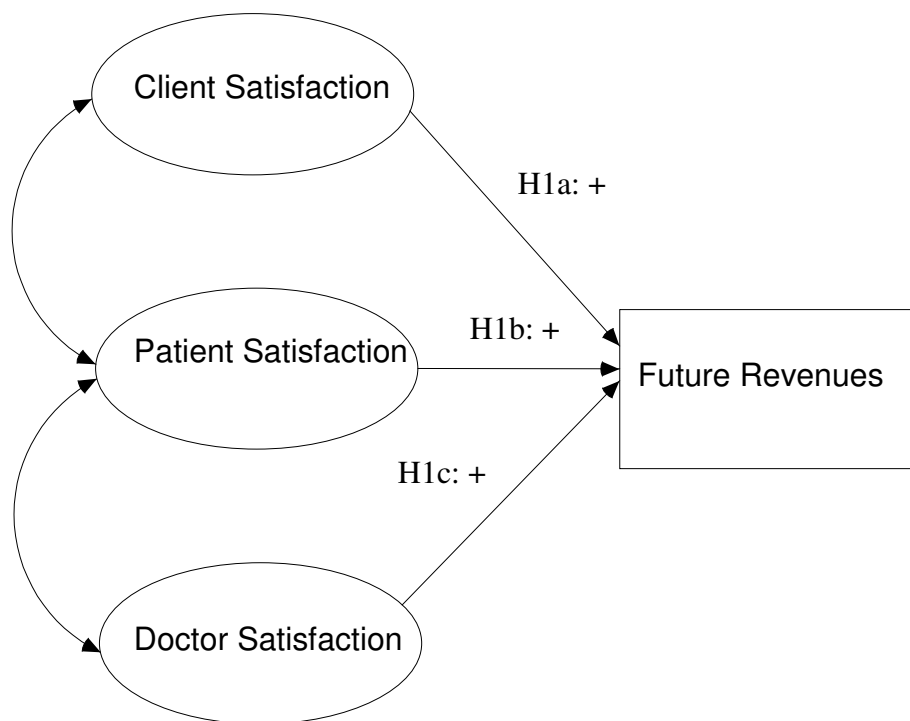 Client Satisfaction
H1a: +
Patient Satisfaction
H1b: +
Future Revenues
H1c: +
Doctor Satisfaction